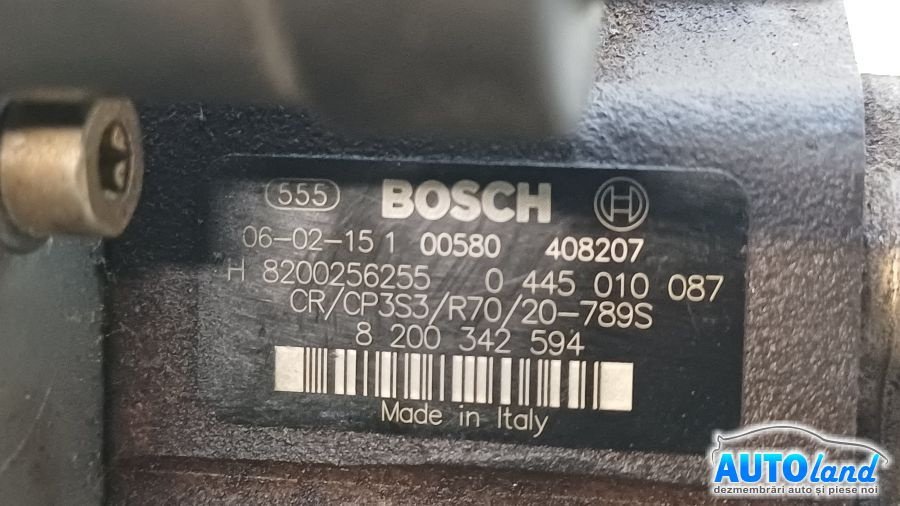 555 BOSCH
06-02-15 1 00580 408207
H 8200256255 0 445 010 087
CR/CP3S3/R70/20-789S
8 200 342 594
Made in Italy
AUTOland
dezmembrări auto și piese noi